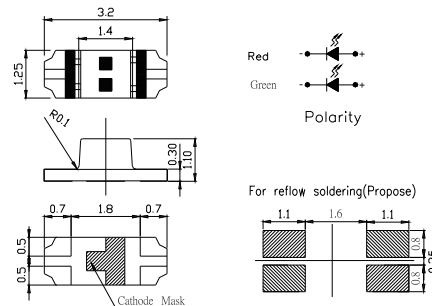 3.2
1.4
1.25
Red - +
Green - +
Polarity
R0.1
0.30
1.10
0.7 1.8 0.7
0.5
0.5
Cathode Mask
For reflow soldering(Propose)
1.1 1.6 1.1
0.8
0.25
0.8